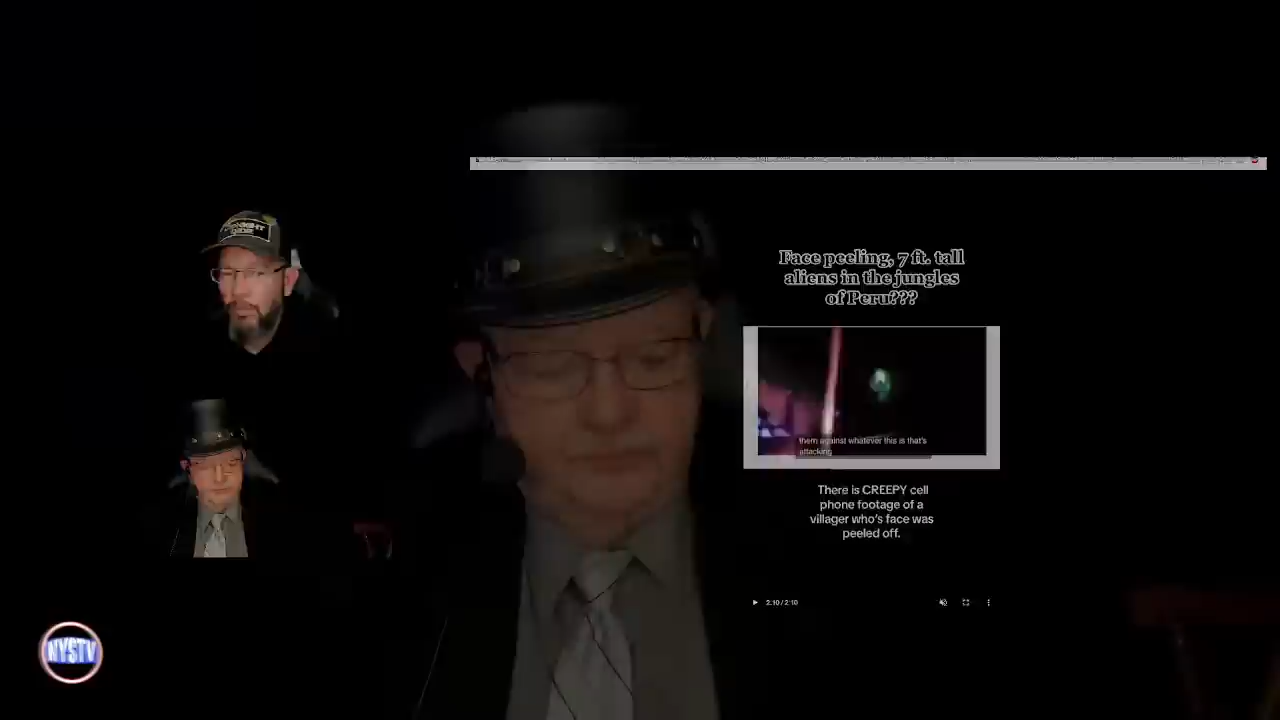 Face peeling, 7 ft. tall
aliens in the jungles
of Peru???
them against whatever this is that's
attacking
There is CREEPY cell
phone footage of a
villager who's face was
peeled off.
2:10 / 2:10
NYSTV